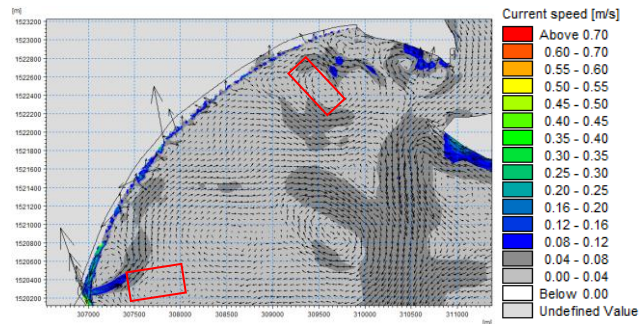 [m]
Current speed [m/s]
1523200
1523000
1522800
1522600
1522400
1522200
1522000
1521800
1521600
1521400
1521200
1521000
1520800
1520600
1520400
1520200
307000 307500 308000 308500 309000 309500 310000 310500 311000
[m]
Above 0.70
0.60 - 0.70
0.55 - 0.60
0.50 - 0.55
0.45 - 0.50
0.40 - 0.45
0.35 - 0.40
0.30 - 0.35
0.25 - 0.30
0.20 - 0.25
0.16 - 0.20
0.12 - 0.16
0.08 - 0.12
0.04 - 0.08
0.00 - 0.04
Below 0.00
Undefined Value